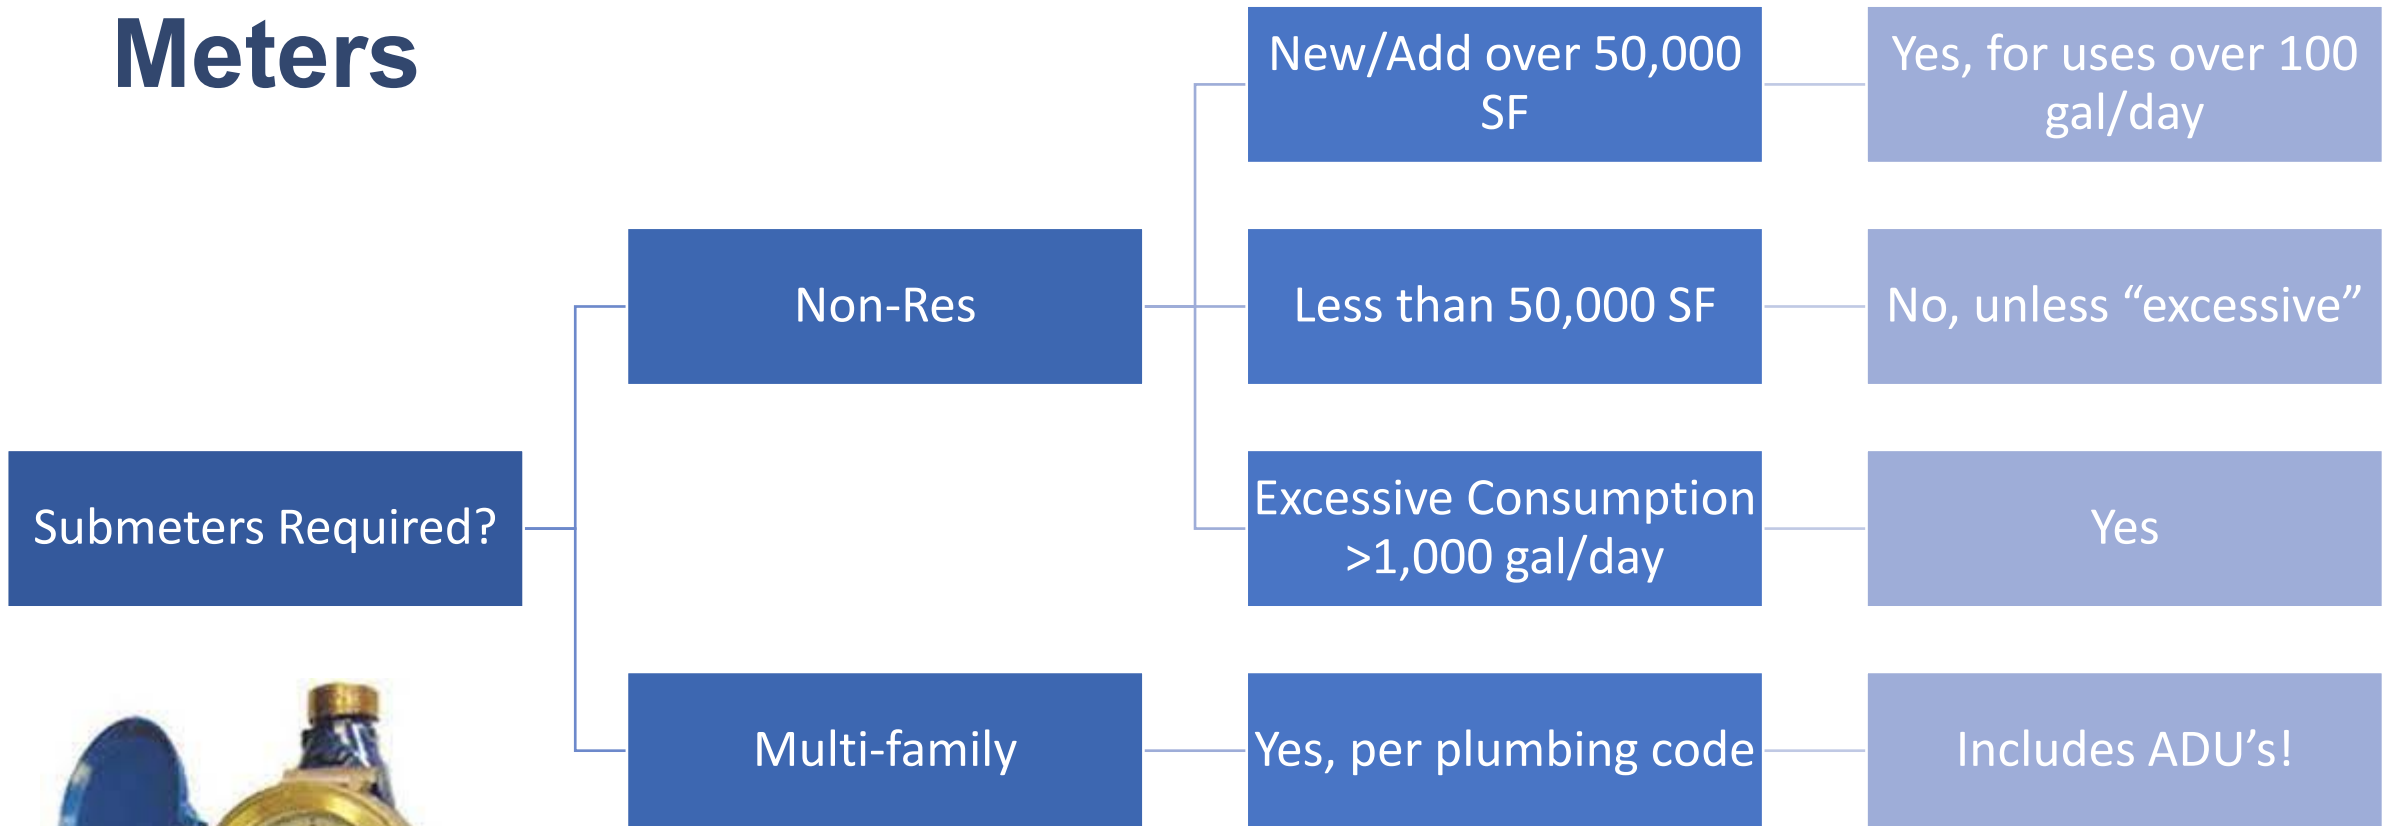 Meters
New/Add over 50,000
SF
Yes, for uses over 100
gal/day
Non-Res
Less than 50,000 SF
No, unless “excessive”
Submeters Required?
Excessive Consumption
>1,000 gal/day
Yes
Multi-family
Yes, per plumbing code
Includes ADU’s!